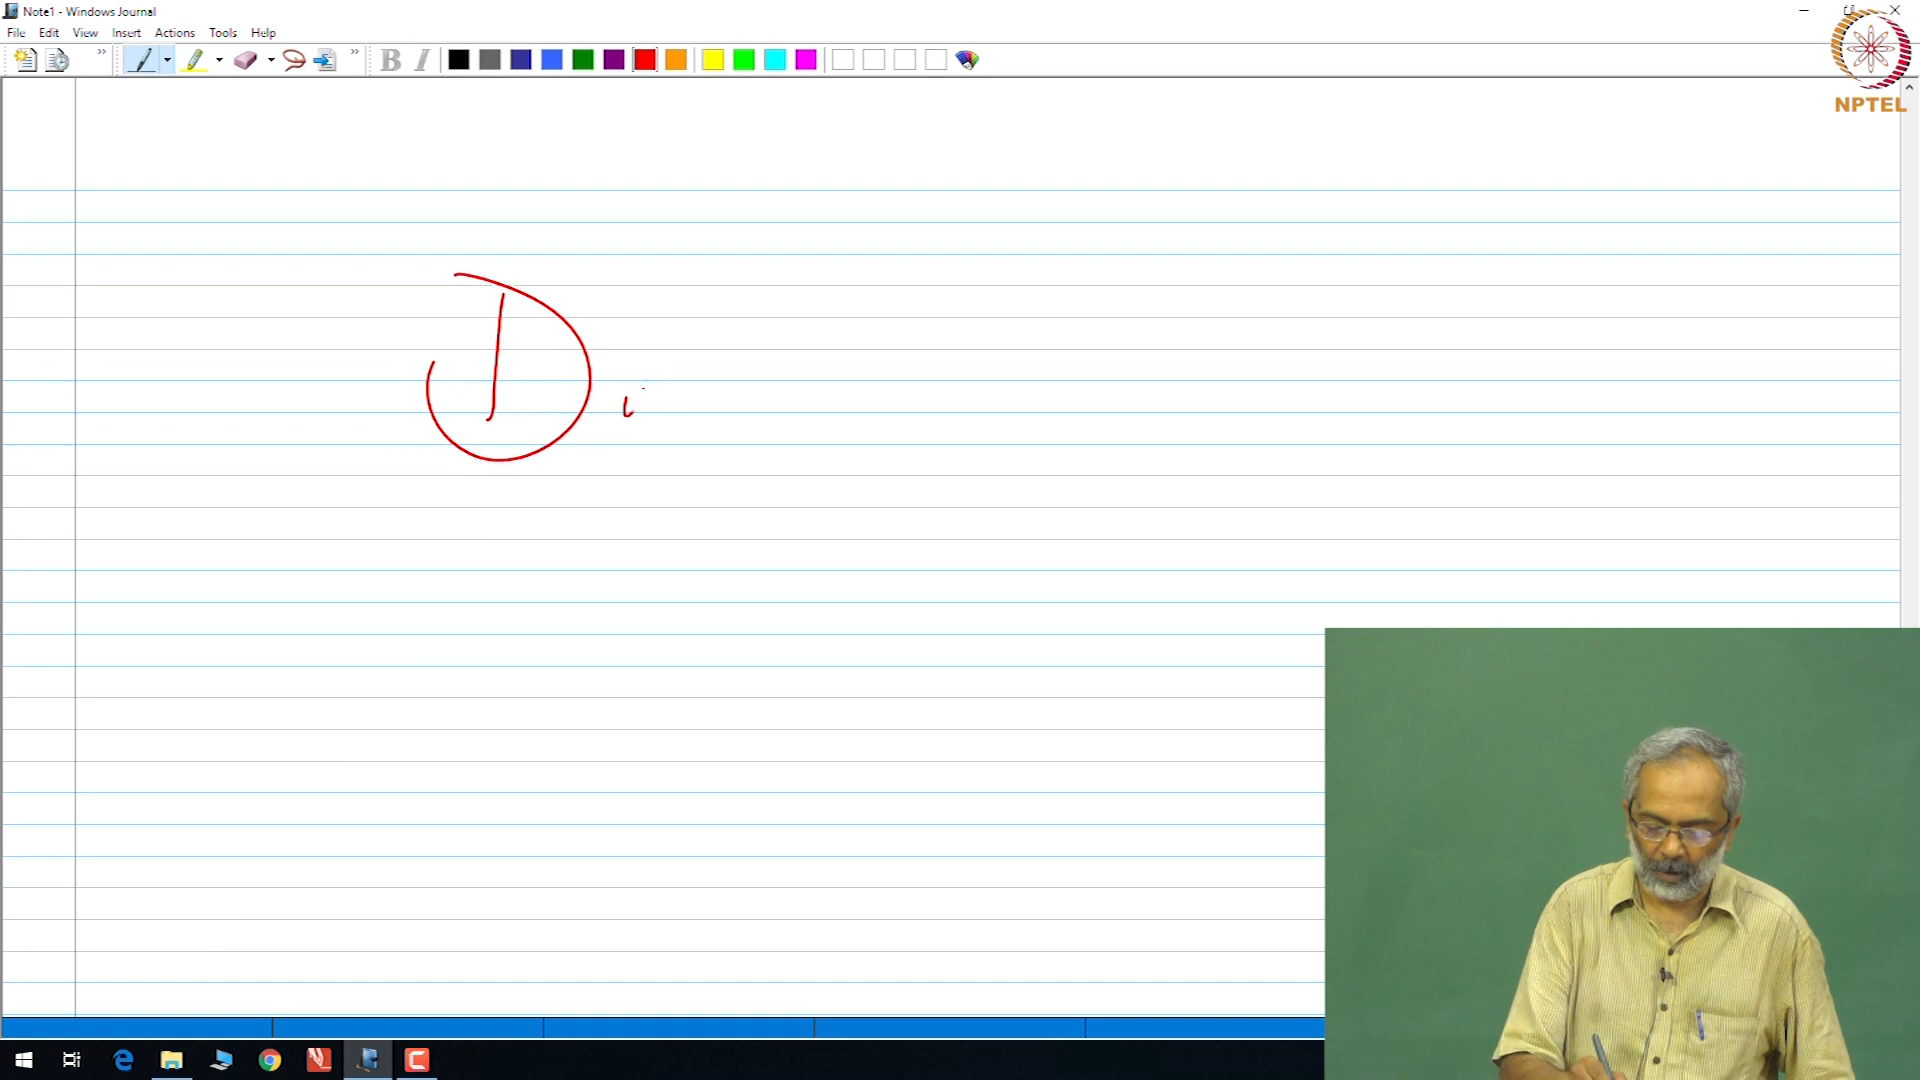 Note1 - Windows Journal
File Edit View Insert Actions Tools Help
B I
NPTEL
i